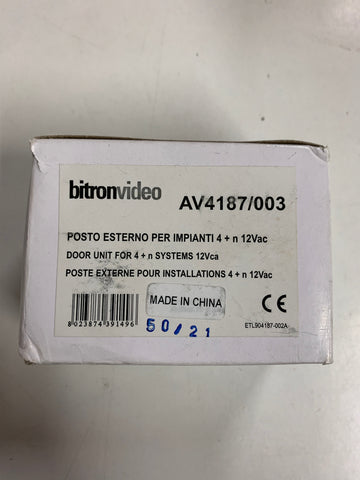 bitronvideo
AV4187/003
POSTO ESTERNO PER IMPIANTI 4 + n 12Vac
DOOR UNIT FOR 4 + n SYSTEMS 12Vca
POSTE EXTERNE POUR INSTALLATIONS 4 + n 12Vac
MADE IN CHINA
CE
8 023874 391496
50/21
ETL904187-002A